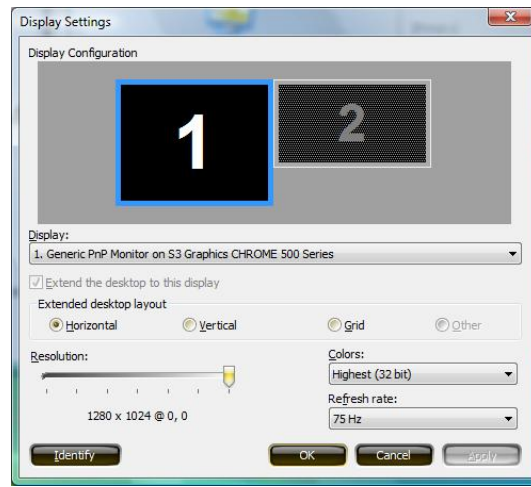 Display Settings
Display Configuration
1
2
Display:
1. Generic PnP Monitor on S3 Graphics CHROME 500 Series
Extend the desktop to this display
Extended desktop layout
Horizontal Vertical Grid Other
Resolution:
Colors:
Highest (32 bit)
Refresh rate:
1280 x 1024 @ 0, 0
75 Hz
Identify OK Cancel Apply